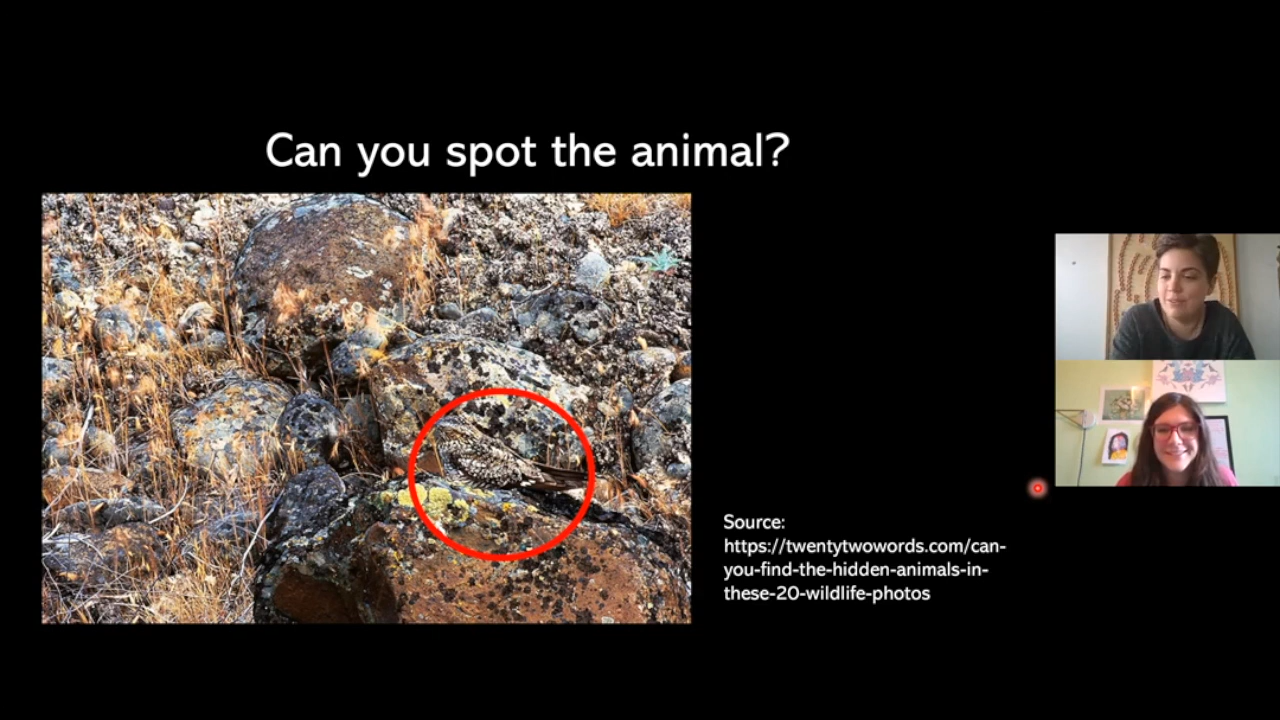 Can you spot the animal?
Source:
https://twentytwowords.com/can-
you-find-the-hidden-animals-in-
these-20-wildlife-photos